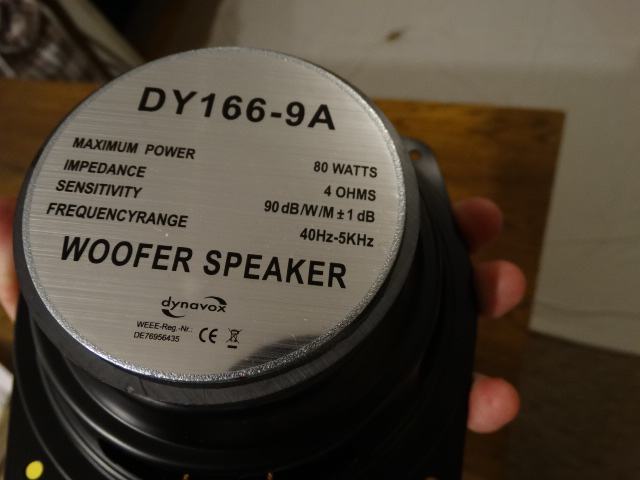 DY166-9A
MAXIMUM POWER 80 WATTS
IMPEDANCE 4 OHMS
SENSITIVITY 90 dB/W/M ± 1 dB
FREQUENCYRANGE 40Hz-5KHz
WOOFER SPEAKER
dynavox
WEEE-Reg.-Nr.: CE
DE76956435